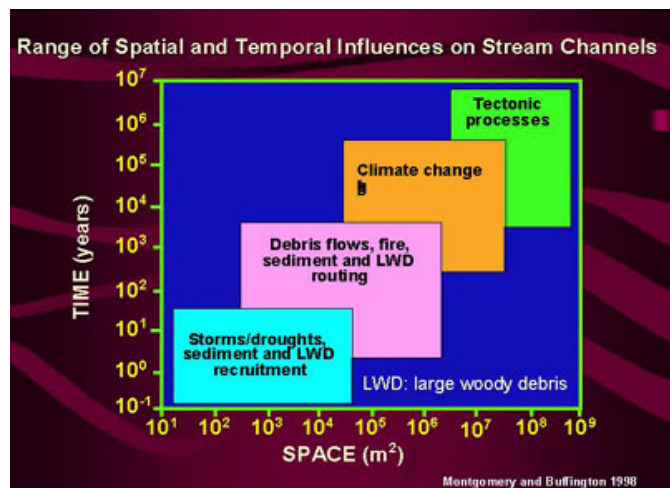 Range of Spatial and Temporal Influences on Stream Channels
10⁷
10⁶
10⁵
10⁴
10³
10²
10¹
10⁰
10⁻¹
TIME (years)
Tectonic
processes
Climate change
Debris flows, fire,
sediment and LWD
routing
Storms/droughts,
sediment and LWD
recruitment
LWD: large woody debris
10¹ 10² 10³ 10⁴ 10⁵ 10⁶ 10⁷ 10⁸ 10⁹
SPACE (m²)
Montgomery and Buffington 1998